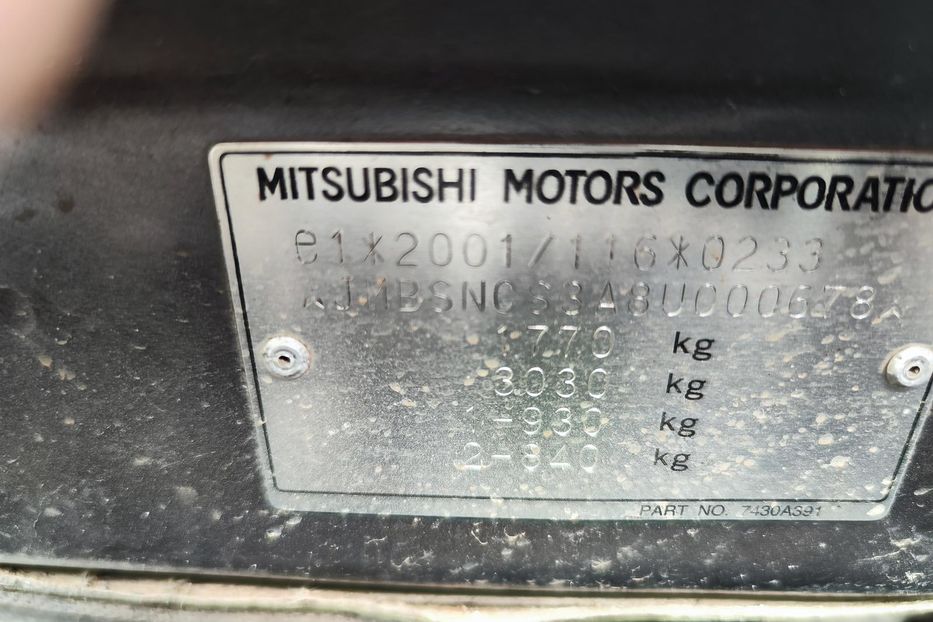 MITSUBISHI MOTORS CORPORATIO
e1*2001/116*0233
*JMBSNCS3A8U000678*
1770 kg
3030 kg
1-930 kg
2-840 kg
PART NO. 7430A391